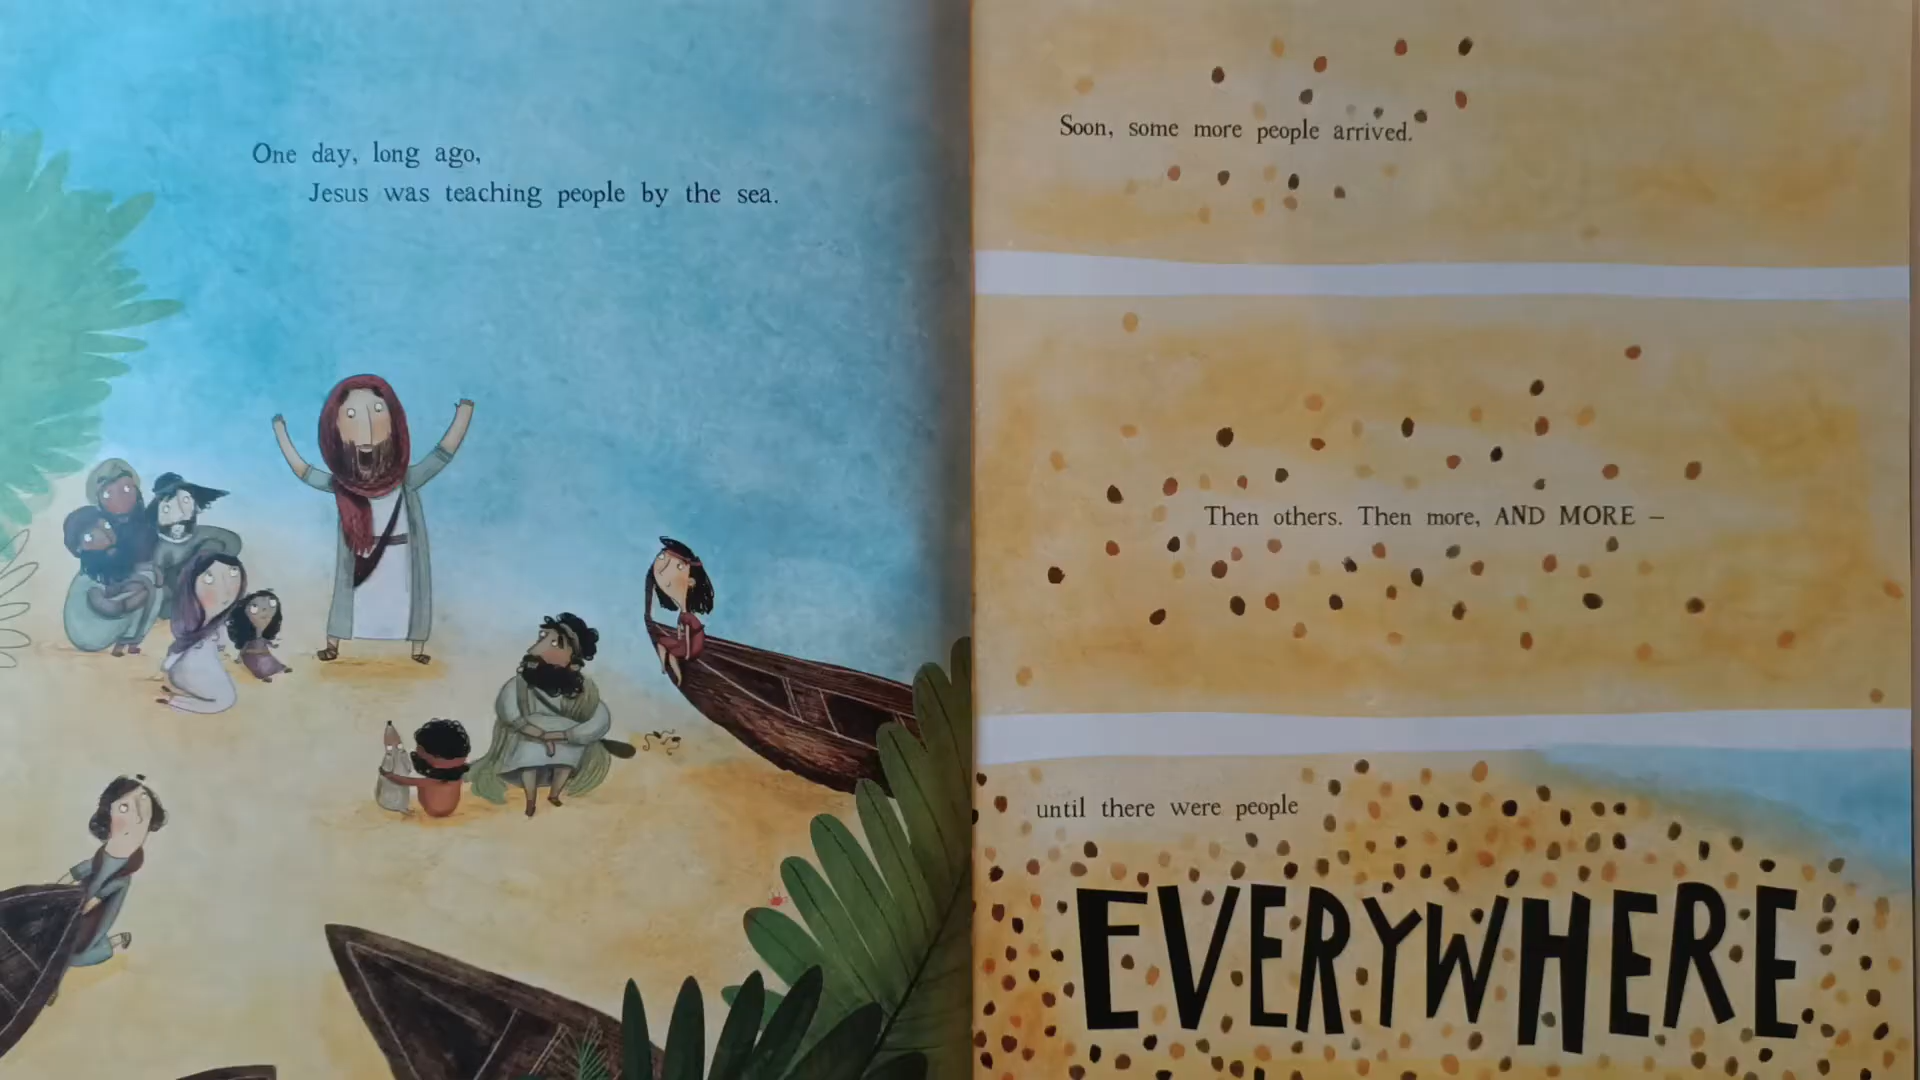 One day, long ago,
Jesus was teaching people by the sea.
Soon, some more people arrived.
Then others. Then more, AND MORE –
until there were people
EVERYWHERE.